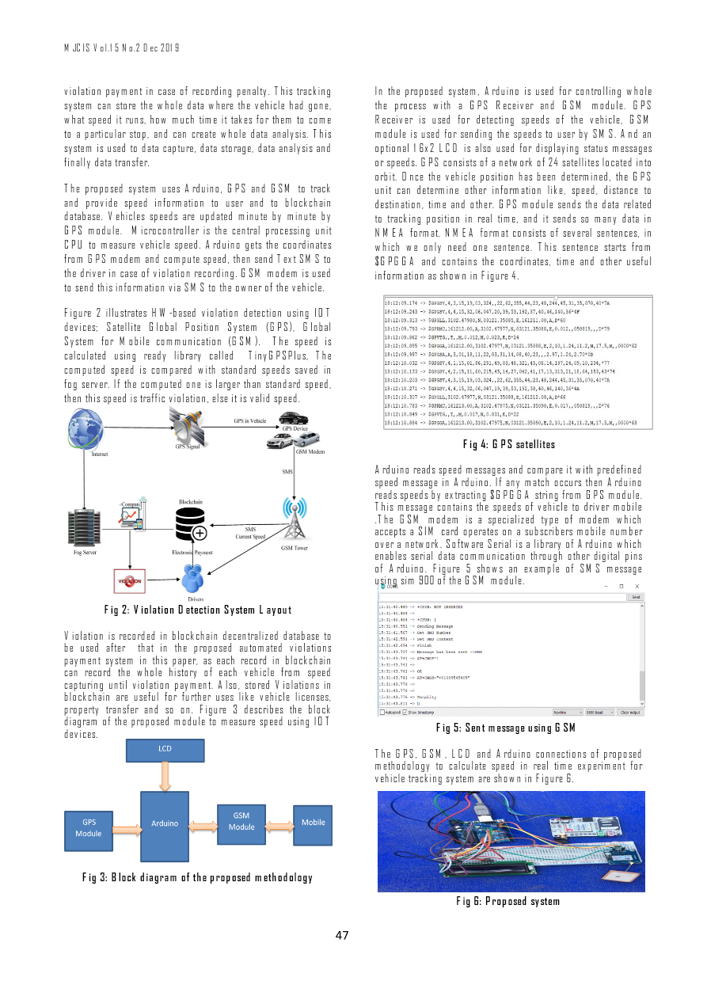 MJCIS Vol.15 No.2 Dec 2019
violation payment in case of recording penalty. This tracking
system can store the whole data where the vehicle had gone,
what speed it runs, how much time it takes for them to come
to a particular stop, and can create whole data analysis. This
system is used to data capture, data storage, data analysis and
finally data transfer.
The proposed system uses Arduino, GPS and GSM to track
and provide speed information to user and to blockchain
database. Vehicles speeds are updated minute by minute by
GPS module. Microcontroller is the central processing unit
CPU to measure vehicle speed. Arduino gets the coordinates
from GPS modem and compute speed, then send Text SMS to
the driver in case of violation recording. GSM modem is used
to send this information via SMS to the owner of the vehicle.
Figure 2 illustrates HW-based violation detection using IOT
devices; Satellite Global Position System (GPS), Global
System for Mobile communication (GSM). The speed is
calculated using ready library called TinyGPSPlus, The
computed speed is compared with standard speeds saved in
fog server. If the computed one is larger than standard speed,
then this speed is traffic violation, else it is valid speed.
Internet
GPS Signal
GPS in Vehicle
GPS Device
GSM Modem
SMS
Compare
Blockchain
SMS
Current Speed
Fog Server
Electronic Payment
GSM Tower
VIOLATION
Drivers
Fig 2: Violation Detection System Layout
Violation is recorded in blockchain decentralized database to
be used after that in the proposed automated violations
payment system in this paper, as each record in blockchain
can record the whole history of each vehicle from speed
capturing until violation payment. Also, stored Violations in
blockchain are useful for further uses like vehicle licenses,
property transfer and so on. Figure 3 describes the block
diagram of the proposed module to measure speed using IOT
devices.
LCD
GPS
Module
Arduino
GSM
Module
Mobile
Fig 3: Block diagram of the proposed methodology
In the proposed system, Arduino is used for controlling whole
the process with a GPS Receiver and GSM module. GPS
Receiver is used for detecting speeds of the vehicle, GSM
module is used for sending the speeds to user by SMS. And an
optional 16x2 LCD is also used for displaying status messages
or speeds. GPS consists of a network of 24 satellites located into
orbit. Once the vehicle position has been determined, the GPS
unit can determine other information like, speed, distance to
destination, time and other. GPS module sends the data related
to tracking position in real time, and it sends so many data in
NMEA format. NMEA format consists of several sentences, in
which we only need one sentence. This sentence starts from
$GPGGA and contains the coordinates, time and other useful
information as shown in Figure 4.
18:12:09.174 -> $GPGSV,4,3,15,19,03,324,,22,62,355,44,23,48,244,45,31,35,070,40*7A
18:12:09.243 -> $GPGSV,4,4,15,32,06,047,20,39,53,192,37,40,46,140,36*4F
18:12:09.313 -> $GPGLL,3102.47980,N,03121.35085,E,161211.00,A,D*60
18:12:09.793 -> $GPRMC,161212.00,A,3102.47977,N,03121.35088,E,0.012,,050819,,,D*79
18:12:09.862 -> $GPVTG,,T,,M,0.012,N,0.023,K,D*24
18:12:09.895 -> $GPGGA,161212.00,3102.47977,N,03121.35088,E,2,10,1.24,11.2,M,17.5,M,,0000*62
18:12:09.997 -> $GPGSA,A,3,01,18,11,22,03,31,14,08,40,23,,,2.97,1.24,2.70*0D
18:12:10.032 -> $GPGSV,4,1,15,01,86,291,49,03,48,321,45,08,14,197,24,09,10,234,*77
18:12:10.133 -> $GPGSV,4,2,15,11,60,215,45,14,27,042,41,17,13,313,21,18,64,153,43*74
18:12:10.203 -> $GPGSV,4,3,15,19,03,324,,22,62,355,44,23,48,244,45,31,35,070,40*7A
18:12:10.271 -> $GPGSV,4,4,15,32,06,047,19,39,53,192,38,40,46,140,36*4A
18:12:10.307 -> $GPGLL,3102.47977,N,03121.35088,E,161212.00,A,D*66
18:12:10.783 -> $GPRMC,161213.00,A,3102.47975,N,03121.35090,E,0.017,,050819,,,D*76
18:12:10.849 -> $GPVTG,,T,,M,0.017,N,0.031,K,D*22
18:12:10.884 -> $GPGGA,161213.00,3102.47975,N,03121.35090,E,2,10,1.24,11.2,M,17.5,M,,0000*68
Fig 4: GPS satellites
Arduino reads speed messages and compare it with predefined
speed message in Arduino. If any match occurs then Arduino
reads speeds by extracting $GPGGA string from GPS module.
This message contains the speeds of vehicle to driver mobile
.The GSM modem is a specialized type of modem which
accepts a SIM card operates on a subscribers mobile number
over a network. Software Serial is a library of Arduino which
enables serial data communication through other digital pins
of Arduino. Figure 5 shows an example of SMS message
using sim 900 of the GSM module.
Send
15:31:40.449 -> +CPIN: NOT INSERTED
15:31:40.484 ->
15:31:40.484 -> +CFUN: 1
15:31:40.551 -> Sending Message
15:31:41.567 -> Set SMS Number
15:31:42.591 -> Set SMS Content
15:31:42.694 -> Finish
15:31:43.707 -> Message has been sent ->SMS
15:31:43.741 -> AT+CMGF=1
15:31:43.741 ->
15:31:43.741 -> OK
15:31:43.741 -> AT+CMGS="+01009545409"
15:31:43.776 ->
15:31:43.776 ->
15:31:43.776 -> Penality
15:31:43.811 ->
Autoscroll Show timestamp Newline 9600 baud Clear output
Fig 5: Sent message using GSM
The GPS, GSM, LCD and Arduino connections of proposed
methodology to calculate speed in real time experiment for
vehicle tracking system are shown in Figure 6.
Fig 6: Proposed system
47